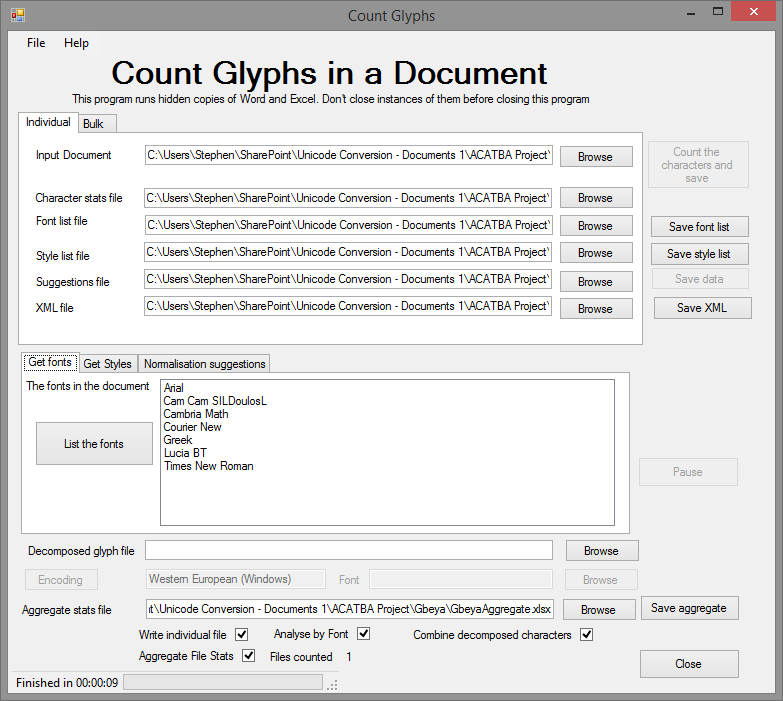 Count Glyphs
File Help
Count Glyphs in a Document
This program runs hidden copies of Word and Excel. Don't close instances of them before closing this program
Individual Bulk
Input Document C:\Users\Stephen\SharePoint\Unicode Conversion - Documents 1\ACATBA Project\ Browse
Count the characters and save
Character stats file C:\Users\Stephen\SharePoint\Unicode Conversion - Documents 1\ACATBA Project\ Browse
Font list file C:\Users\Stephen\SharePoint\Unicode Conversion - Documents 1\ACATBA Project\ Browse Save font list
Style list file C:\Users\Stephen\SharePoint\Unicode Conversion - Documents 1\ACATBA Project\ Browse Save style list
Suggestions file C:\Users\Stephen\SharePoint\Unicode Conversion - Documents 1\ACATBA Project\ Browse Save data
XML file C:\Users\Stephen\SharePoint\Unicode Conversion - Documents 1\ACATBA Project\ Browse Save XML
Get fonts Get Styles Normalisation suggestions
The fonts in the document
List the fonts
Arial
Cam Cam SILDoulosL
Cambria Math
Courier New
Greek
Lucia BT
Times New Roman
Pause
Decomposed glyph file Browse
Encoding Western European (Windows) Font Browse
Aggregate stats file it\Unicode Conversion - Documents 1\ACATBA Project\Gbeya\GbeyaAggregate.xlsx Browse Save aggregate
Write individual file Analyse by Font Combine decomposed characters
Aggregate File Stats Files counted 1
Close
Finished in 00:00:09